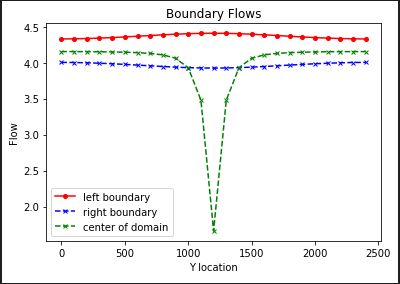 Boundary Flows
4.5
4.0
3.5
3.0
2.5
2.0
Flow
left boundary
right boundary
center of domain
0 500 1000 1500 2000 2500
Y location